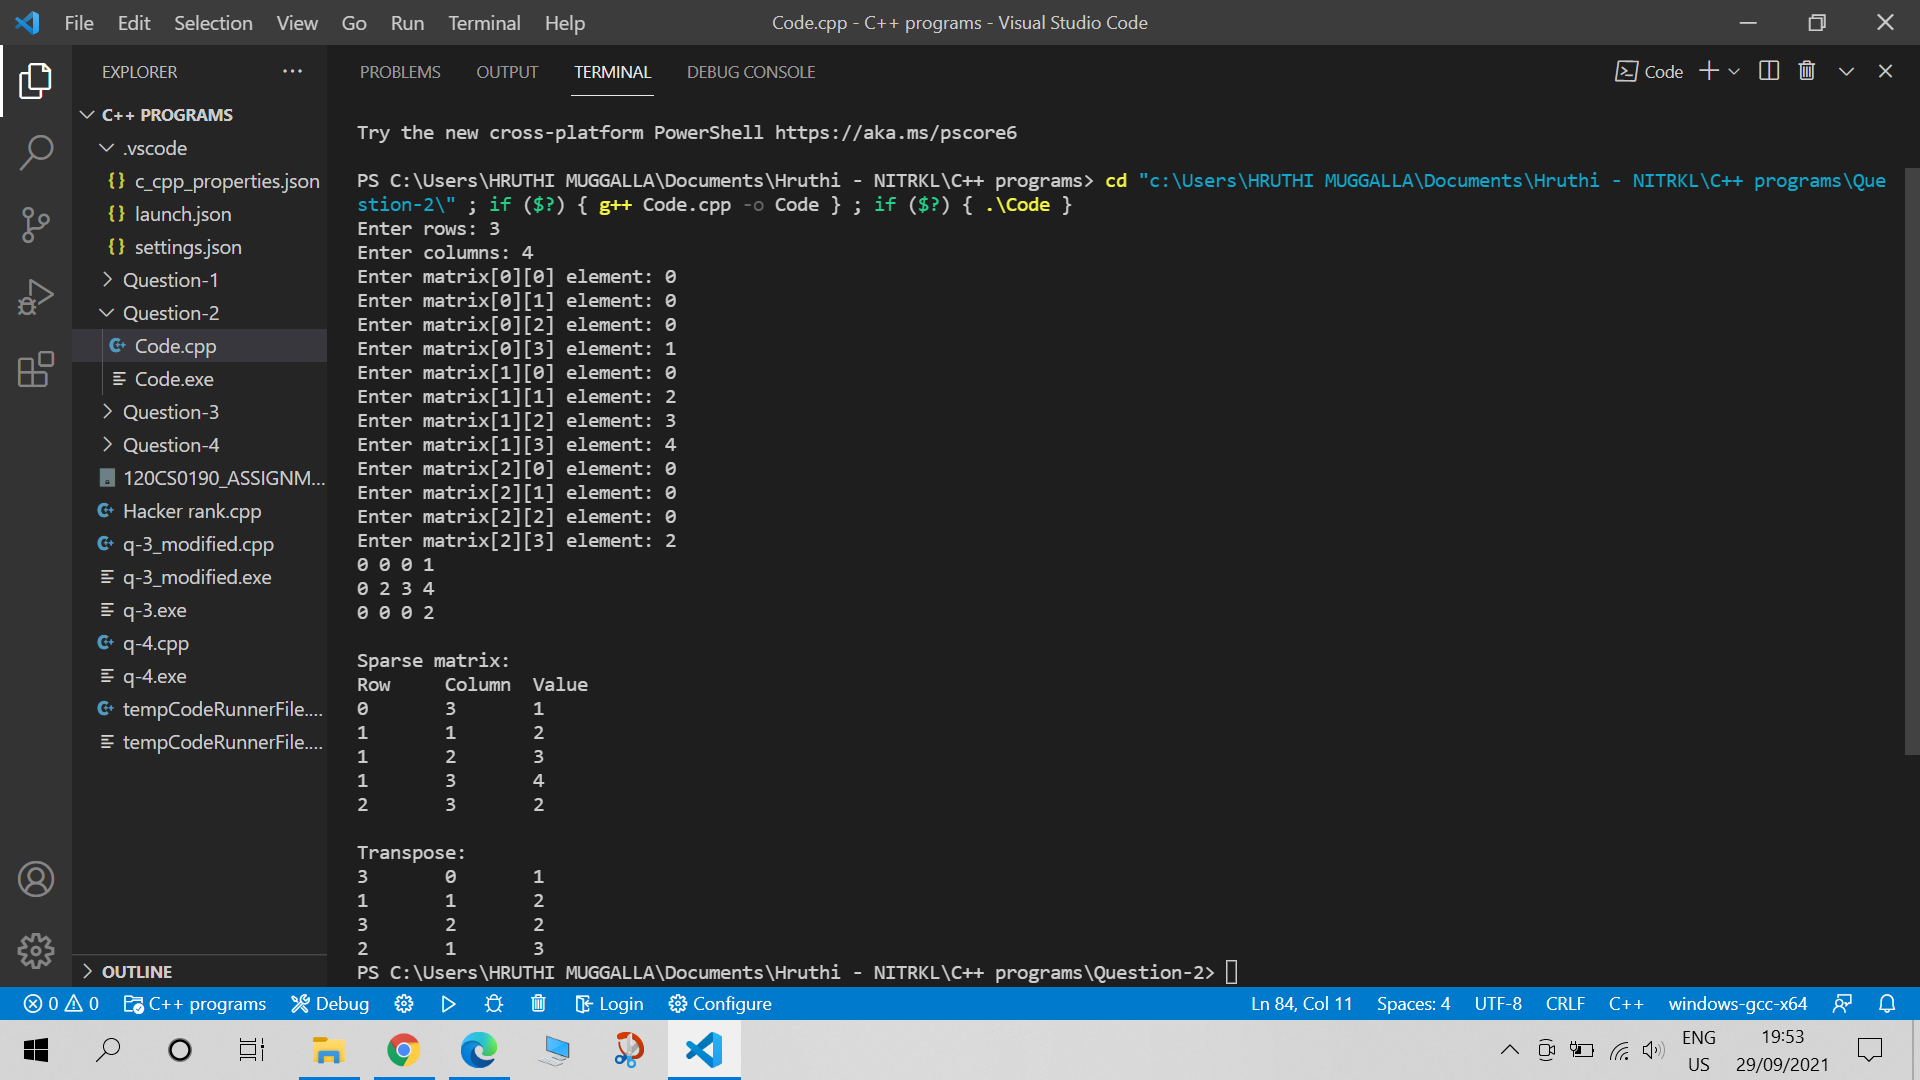 File Edit Selection View Go Run Terminal Help
Code.cpp - C++ programs - Visual Studio Code
EXPLORER
C++ PROGRAMS
.vscode
{} c_cpp_properties.json
{} launch.json
{} settings.json
Question-1
Question-2
Code.cpp
Code.exe
Question-3
Question-4
120CS0190_ASSIGNM...
Hacker rank.cpp
q-3_modified.cpp
q-3_modified.exe
q-3.exe
q-4.cpp
q-4.exe
tempCodeRunnerFile....
tempCodeRunnerFile....
OUTLINE
PROBLEMS OUTPUT TERMINAL DEBUG CONSOLE
Code
Try the new cross-platform PowerShell https://aka.ms/pscore6
PS C:\Users\HRUTHI MUGGALLA\Documents\Hruthi - NITRKL\C++ programs> cd "c:\Users\HRUTHI MUGGALLA\Documents\Hruthi - NITRKL\C++ programs\Que
stion-2\" ; if ($?) { g++ Code.cpp -o Code } ; if ($?) { .\Code }
Enter rows: 3
Enter columns: 4
Enter matrix[0][0] element: 0
Enter matrix[0][1] element: 0
Enter matrix[0][2] element: 0
Enter matrix[0][3] element: 1
Enter matrix[1][0] element: 0
Enter matrix[1][1] element: 2
Enter matrix[1][2] element: 3
Enter matrix[1][3] element: 4
Enter matrix[2][0] element: 0
Enter matrix[2][1] element: 0
Enter matrix[2][2] element: 0
Enter matrix[2][3] element: 2
0 0 0 1
0 2 3 4
0 0 0 2
Sparse matrix:
Row Column Value
0 3 1
1 1 2
1 2 3
1 3 4
2 3 2
Transpose:
3 0 1
1 1 2
3 2 2
2 1 3
PS C:\Users\HRUTHI MUGGALLA\Documents\Hruthi - NITRKL\C++ programs\Question-2>
0 0 C++ programs Debug Login Configure
Ln 84, Col 11 Spaces: 4 UTF-8 CRLF C++ windows-gcc-x64
ENG
US
19:53
29/09/2021